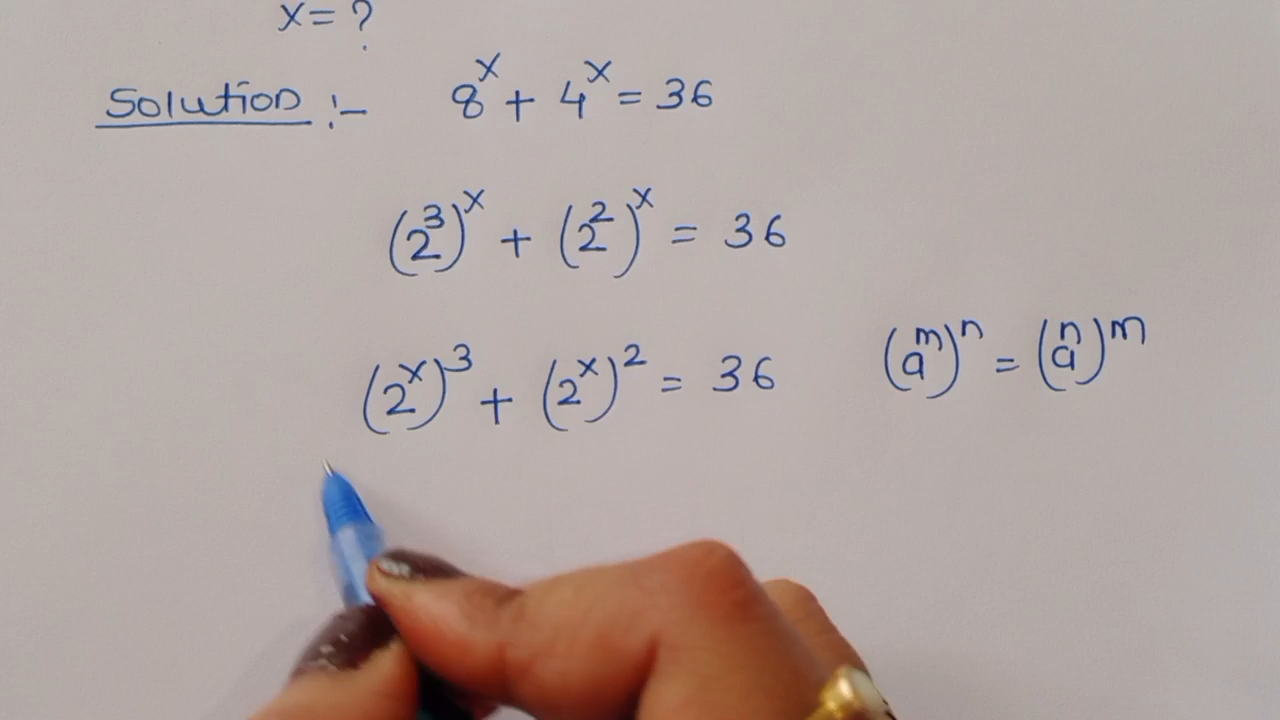 x = ?
Solution :- 8^x + 4^x = 36
(2^3)^x + (2^2)^x = 36
(2^x)^3 + (2^x)^2 = 36 (a^m)^n = (a^n)^m